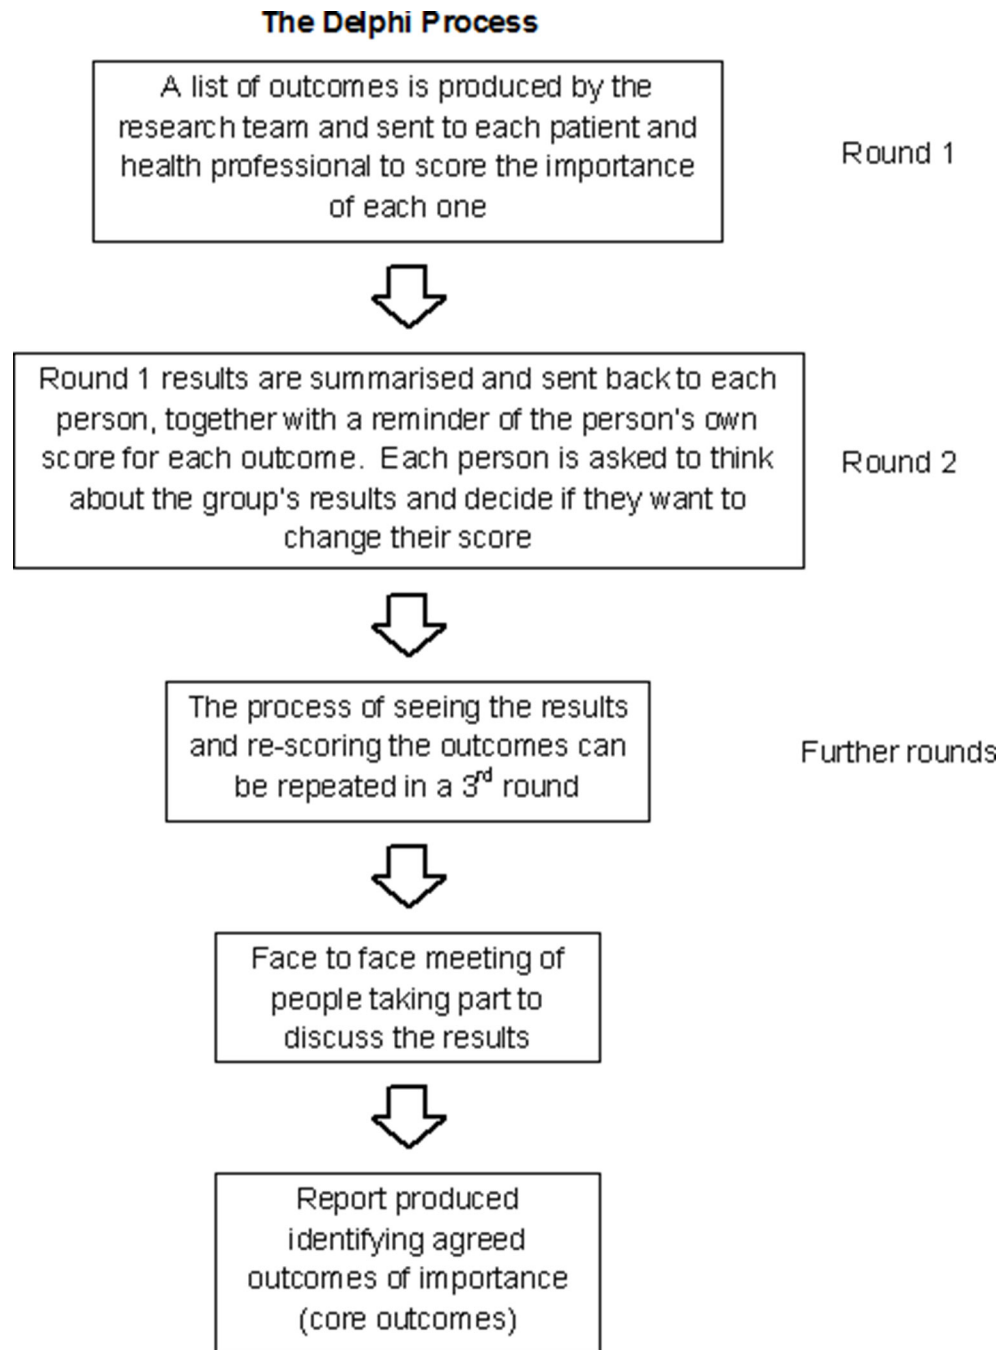 The Delphi Process
A list of outcomes is produced by the
research team and sent to each patient and
health professional to score the importance
of each one
Round 1
Round 1 results are summarised and sent back to each
person, together with a reminder of the person's own
score for each outcome.  Each person is asked to think
about the group's results and decide if they want to
change their score
Round 2
The process of seeing the results
and re-scoring the outcomes can
be repeated in a 3rd round
Further rounds
Face to face meeting of
people taking part to
discuss the results
Report produced
identifying agreed
outcomes of importance
(core outcomes)